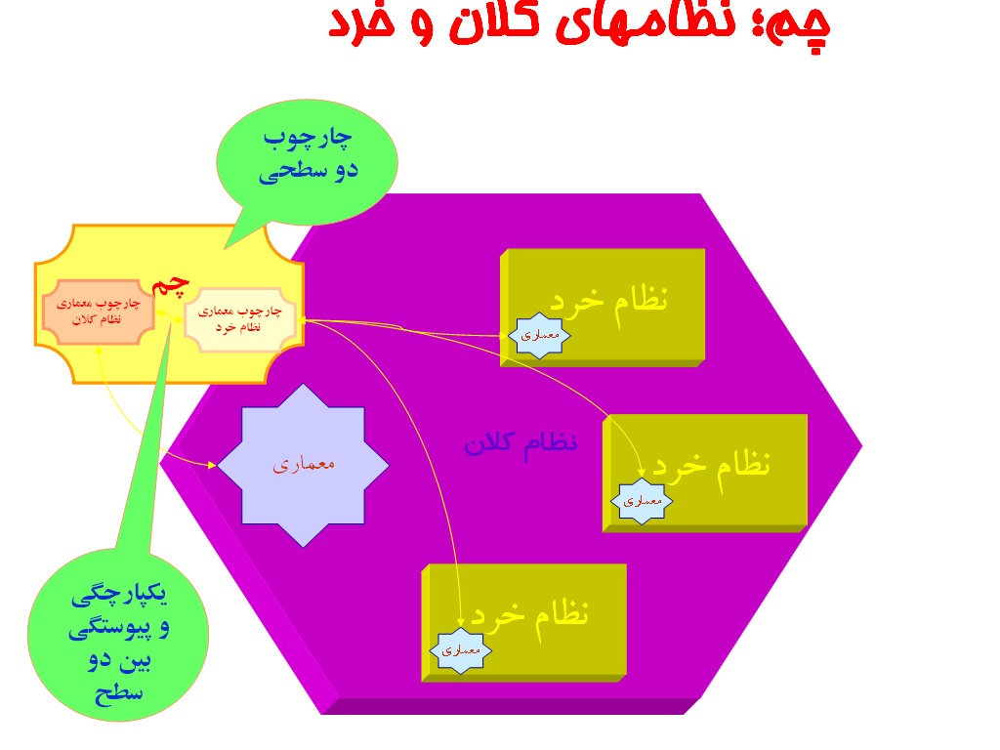 چم؛ نظامهای کلان و خرد
چارچوب
دو سطحی
چم
چارچوب معماری
نظام خرد
چارچوب معماری
نظام کلان
نظام خرد
معماری
نظام کلان
نظام خرد
معماری
معماری
نظام خرد
معماری
یکپارچگی
و پیوستگی
بین دو
سطح